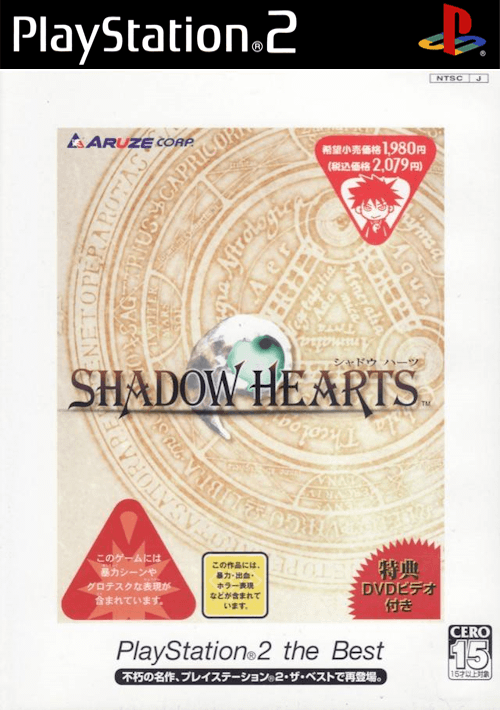 PlayStation®2
NTSC J
ARUZE CORP.
希望小売価格1,980円
(税込価格2,079円)
シャドウ ハーツ
SHADOW HEARTS™
このゲームには
暴力シーンや
グロテスクな表現が
含まれています。
この作品には、
暴力・出血・
ホラー表現
などが含まれて
います。
特典
DVDビデオ
付き
PlayStation®2 the Best
不朽の名作、プレイステーション®2・ザ・ベストで再登場。
CERO
15
15才以上対象